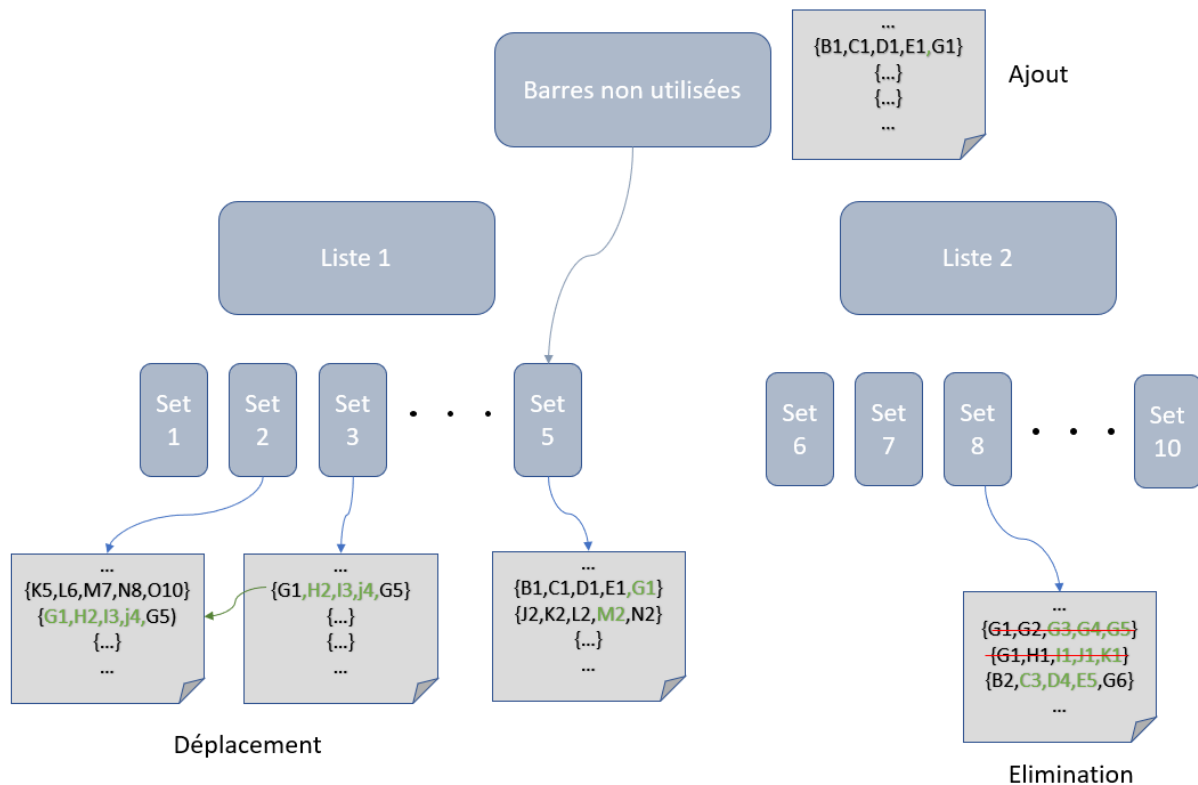 ...
{B1,C1,D1,E1,G1}
{...}
{...}
...
Ajout
Barres non utilisées
Liste 1
Liste 2
Set
1
Set
2
Set
3
. . .
Set
5
Set
6
Set
7
Set
8
. . .
Set
10
...
{K5,L6,M7,N8,O10}
{G1,H2,I3,j4,G5)
{...}
...
...
{G1,H2,I3,j4,G5}
{...}
{...}
...
...
{B1,C1,D1,E1,G1}
{J2,K2,L2,M2,N2}
{...}
...
...
{G1,G2,G3,G4,G5}
{G1,H1,I1,J1,K1}
{B2,C3,D4,E5,G6}
...
Déplacement
Elimination